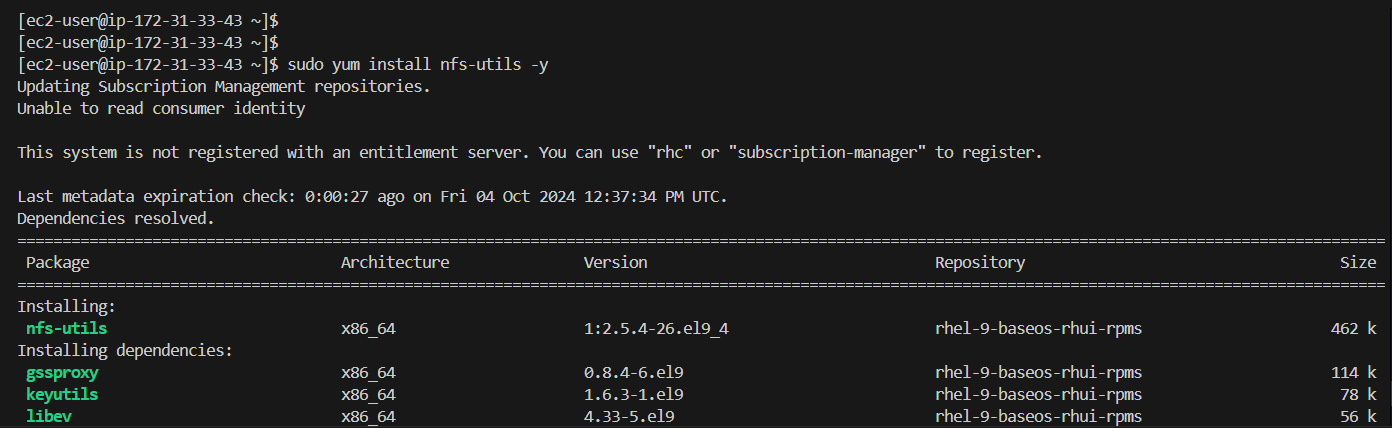 [ec2-user@ip-172-31-33-43 ~]$
[ec2-user@ip-172-31-33-43 ~]$
[ec2-user@ip-172-31-33-43 ~]$ sudo yum install nfs-utils -y
Updating Subscription Management repositories.
Unable to read consumer identity
This system is not registered with an entitlement server. You can use "rhc" or "subscription-manager" to register.
Last metadata expiration check: 0:00:27 ago on Fri 04 Oct 2024 12:37:34 PM UTC.
Dependencies resolved.
================================================================================
Package Architecture Version Repository Size
================================================================================
Installing:
nfs-utils x86_64 1:2.5.4-26.el9_4 rhel-9-baseos-rhui-rpms 462 k
Installing dependencies:
gssproxy x86_64 0.8.4-6.el9 rhel-9-baseos-rhui-rpms 114 k
keyutils x86_64 1.6.3-1.el9 rhel-9-baseos-rhui-rpms 78 k
libev x86_64 4.33-5.el9 rhel-9-baseos-rhui-rpms 56 k